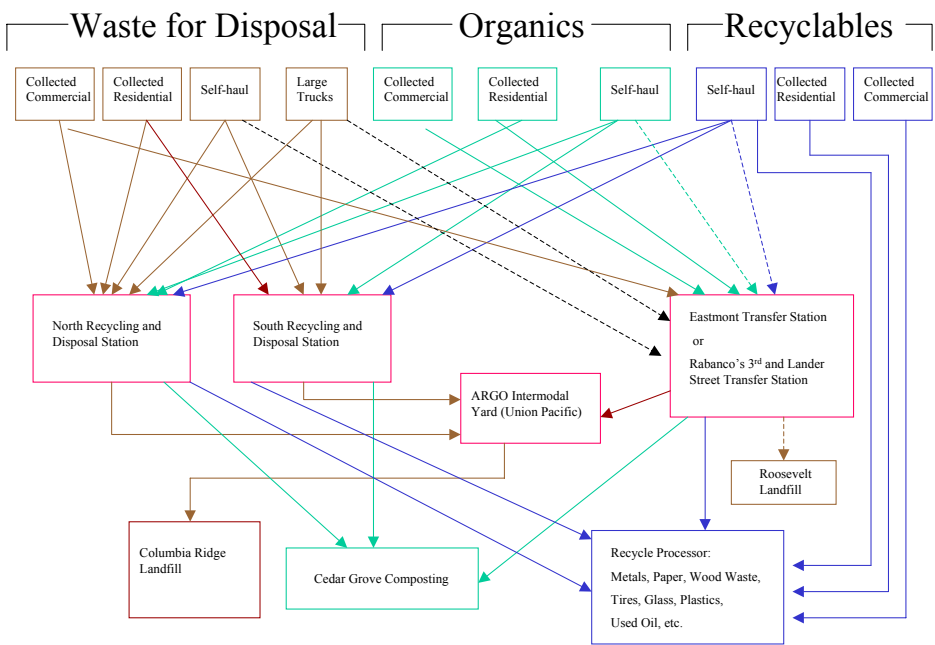 Waste for Disposal
Organics
Recyclables
Collected
Commercial
Collected
Residential
Self-haul
Large
Trucks
Collected
Commercial
Collected
Residential
Self-haul
Self-haul
Collected
Residential
Collected
Commercial
North Recycling and
Disposal Station
South Recycling and
Disposal Station
Eastmont Transfer Station
or
Rabanco's 3rd and Lander
Street Transfer Station
ARGO Intermodal
Yard (Union Pacific)
Roosevelt
Landfill
Columbia Ridge
Landfill
Cedar Grove Composting
Recycle Processor:
Metals, Paper, Wood Waste,
Tires, Glass, Plastics,
Used Oil, etc.